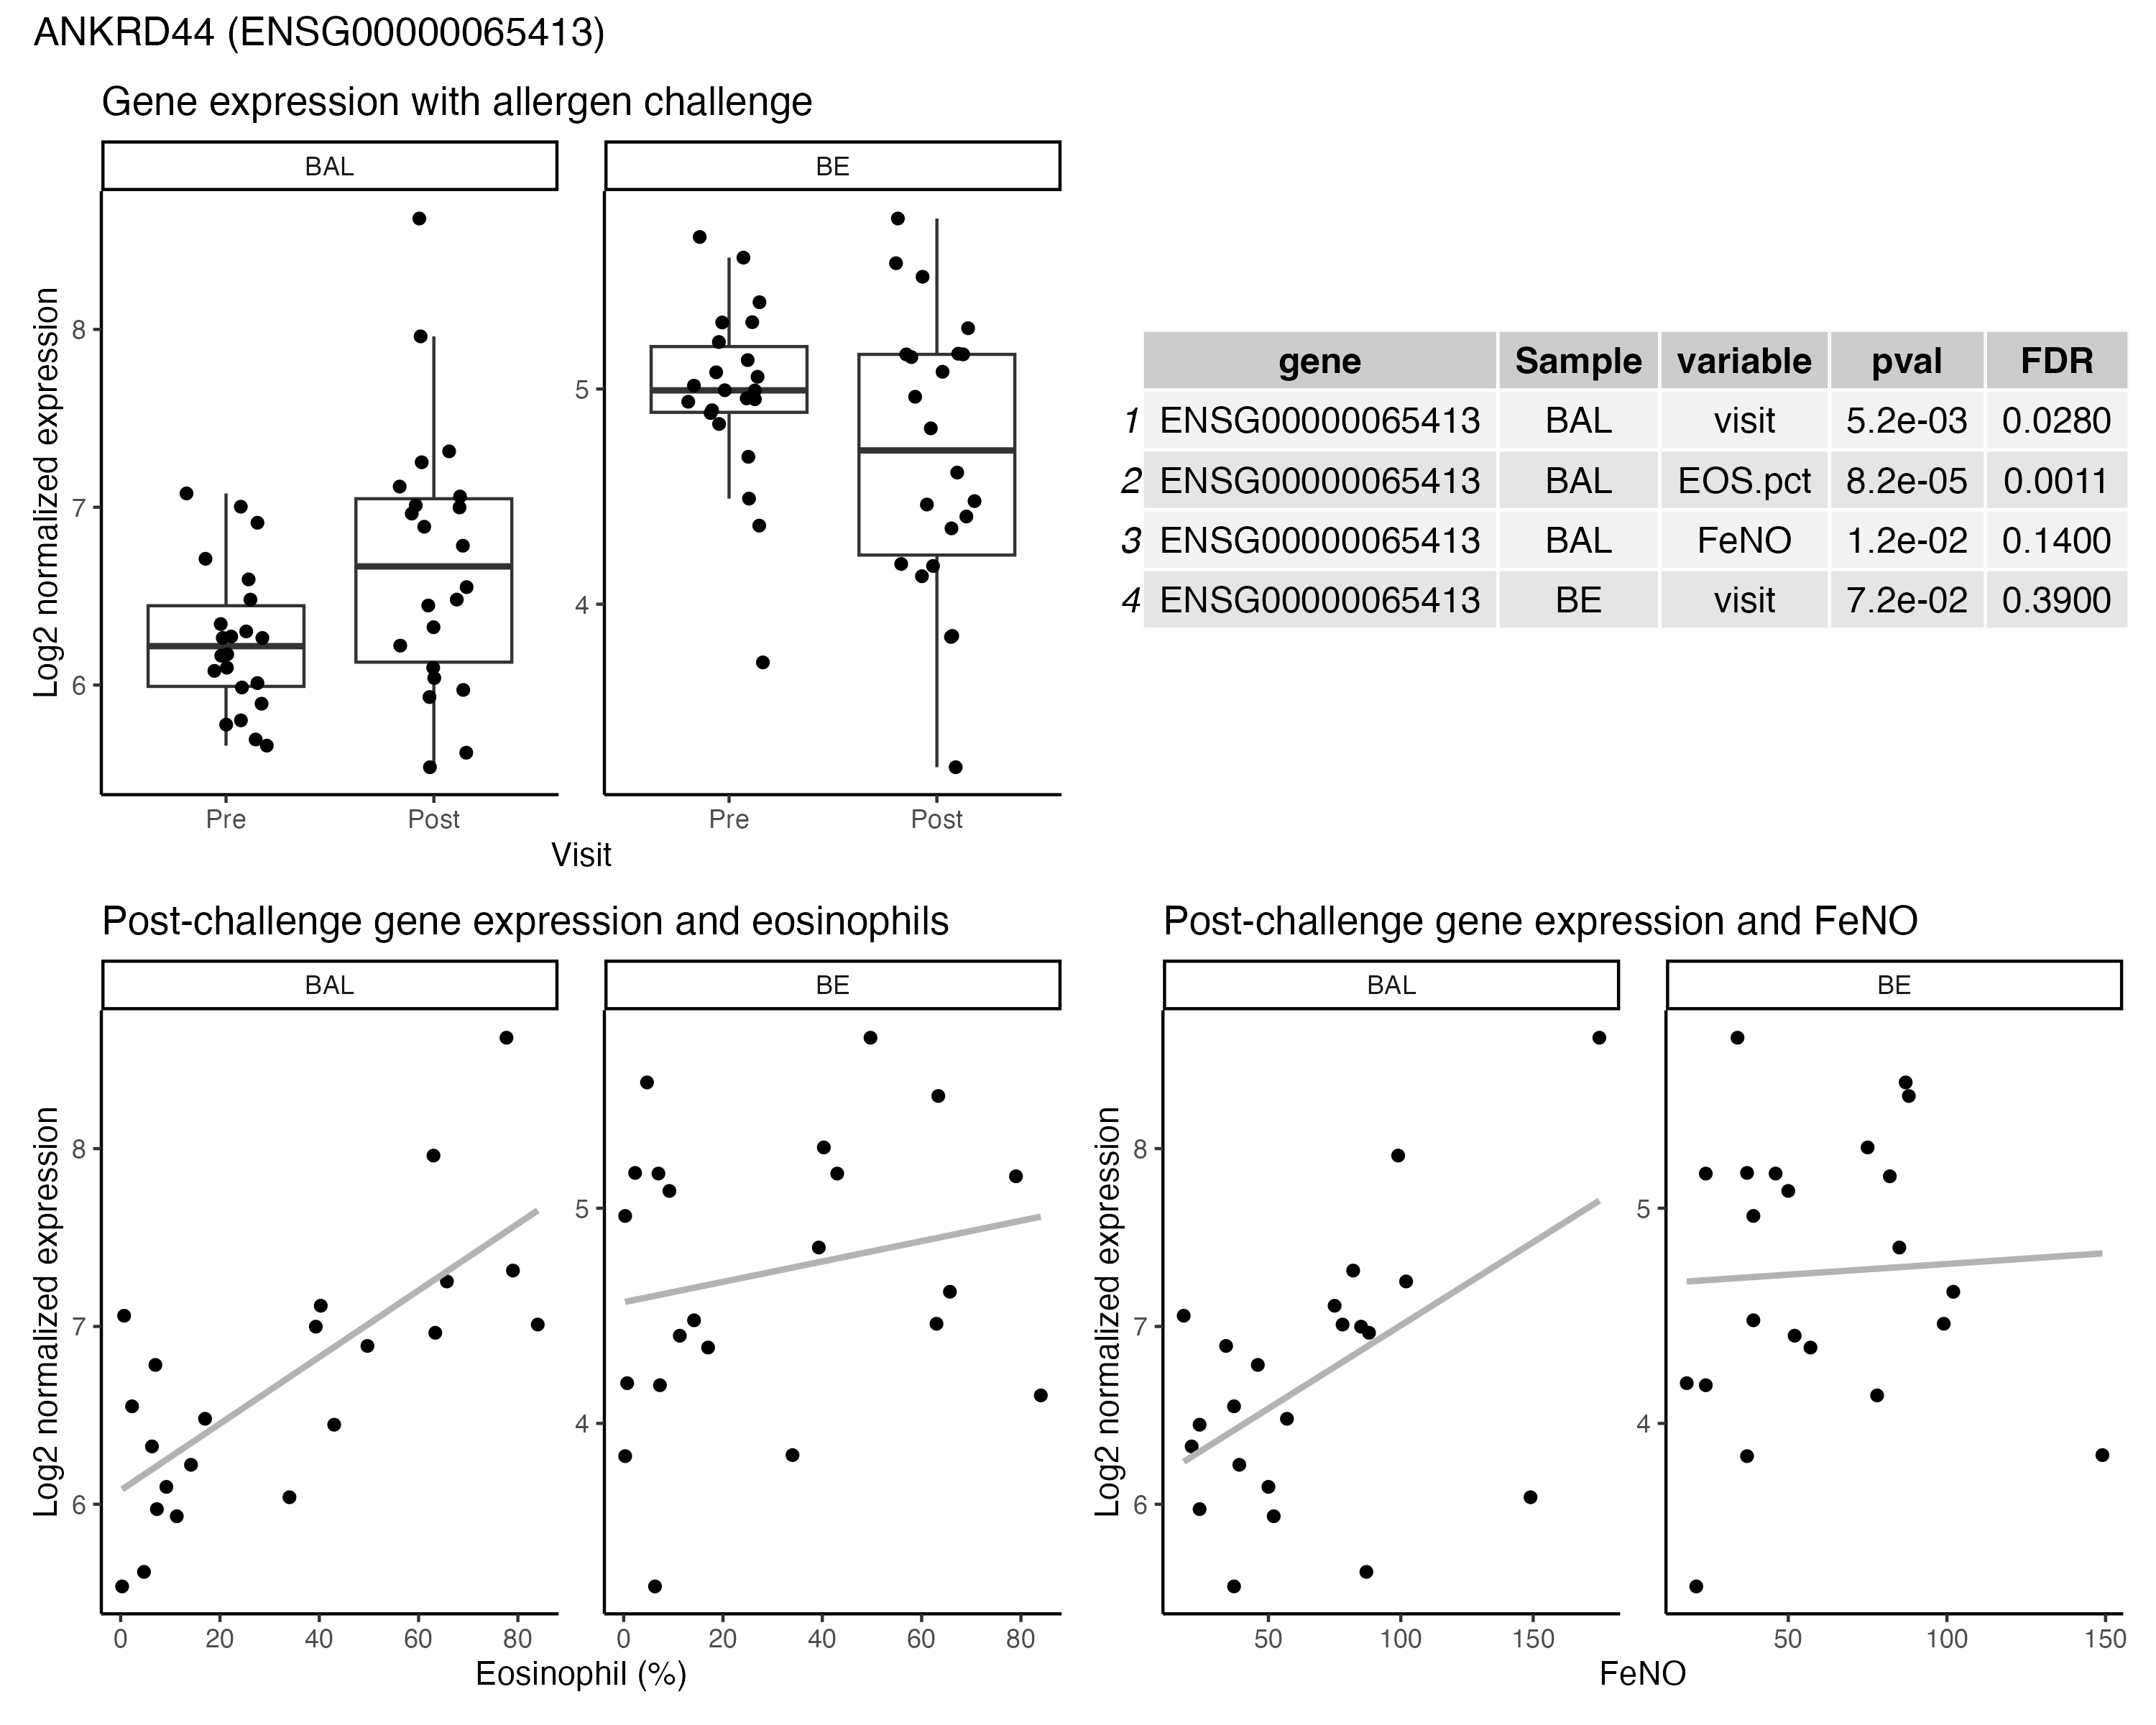 ANKRD44 (ENSG00000065413)
Gene expression with allergen challenge
BAL
BE
Log2 normalized expression
8
7
6
5
4
Pre
Post
Pre
Post
Visit
gene Sample variable pval FDR
1 ENSG00000065413 BAL visit 5.2e-03 0.0280
2 ENSG00000065413 BAL EOS.pct 8.2e-05 0.0011
3 ENSG00000065413 BAL FeNO 1.2e-02 0.1400
4 ENSG00000065413 BE visit 7.2e-02 0.3900
Post-challenge gene expression and eosinophils
BAL
BE
Log2 normalized expression
8
7
6
5
4
0 20 40 60 80
0 20 40 60 80
Eosinophil (%)
Post-challenge gene expression and FeNO
BAL
BE
Log2 normalized expression
8
7
6
5
4
50 100 150
50 100 150
FeNO